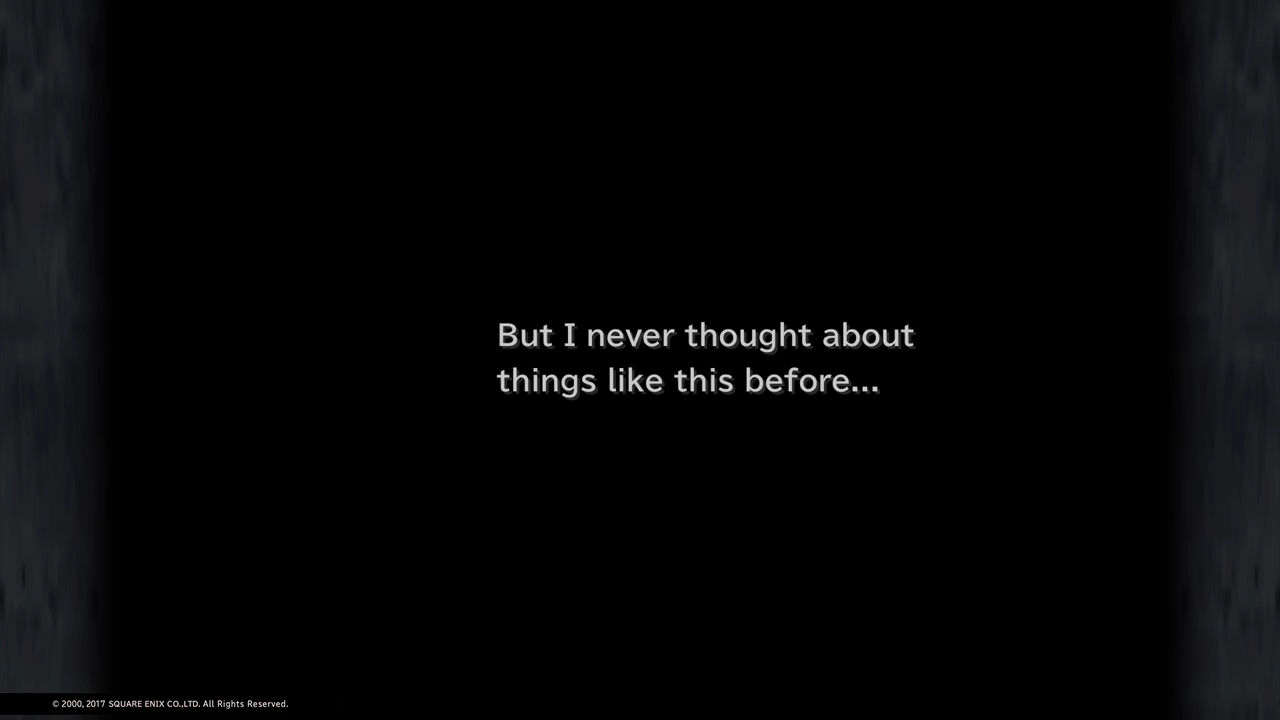 But I never thought about
things like this before...
© 2000, 2017 SQUARE ENIX CO.,LTD. All Rights Reserved.